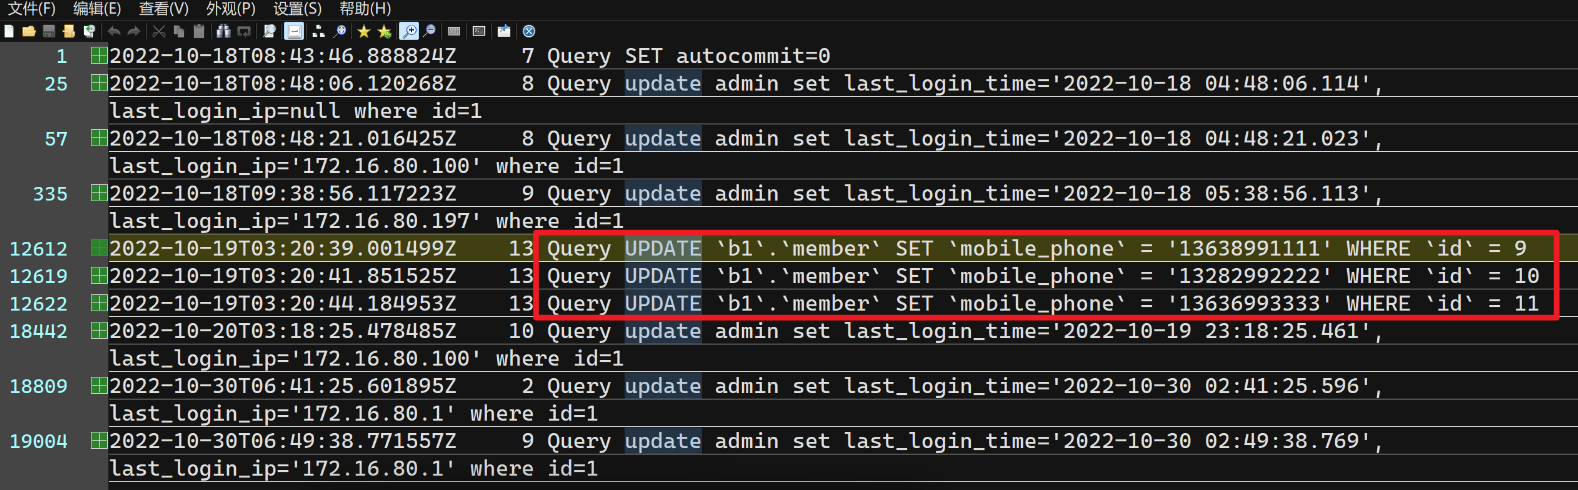 文件(F) 编辑(E) 查看(V) 外观(P) 设置(S) 帮助(H)
1 2022-10-18T08:43:46.888824Z 7 Query SET autocommit=0
25 2022-10-18T08:48:06.120268Z 8 Query update admin set last_login_time='2022-10-18 04:48:06.114',
last_login_ip=null where id=1
57 2022-10-18T08:48:21.016425Z 8 Query update admin set last_login_time='2022-10-18 04:48:21.023',
last_login_ip='172.16.80.100' where id=1
335 2022-10-18T09:38:56.117223Z 9 Query update admin set last_login_time='2022-10-18 05:38:56.113',
last_login_ip='172.16.80.197' where id=1
12612 2022-10-19T03:20:39.001499Z 13 Query UPDATE `b1`.`member` SET `mobile_phone` = '13638991111' WHERE `id` = 9
12619 2022-10-19T03:20:41.851525Z 13 Query UPDATE `b1`.`member` SET `mobile_phone` = '13282992222' WHERE `id` = 10
12622 2022-10-19T03:20:44.184953Z 13 Query UPDATE `b1`.`member` SET `mobile_phone` = '13636993333' WHERE `id` = 11
18442 2022-10-20T03:18:25.478485Z 10 Query update admin set last_login_time='2022-10-19 23:18:25.461',
last_login_ip='172.16.80.100' where id=1
18809 2022-10-30T06:41:25.601895Z 2 Query update admin set last_login_time='2022-10-30 02:41:25.596',
last_login_ip='172.16.80.1' where id=1
19004 2022-10-30T06:49:38.771557Z 9 Query update admin set last_login_time='2022-10-30 02:49:38.769',
last_login_ip='172.16.80.1' where id=1